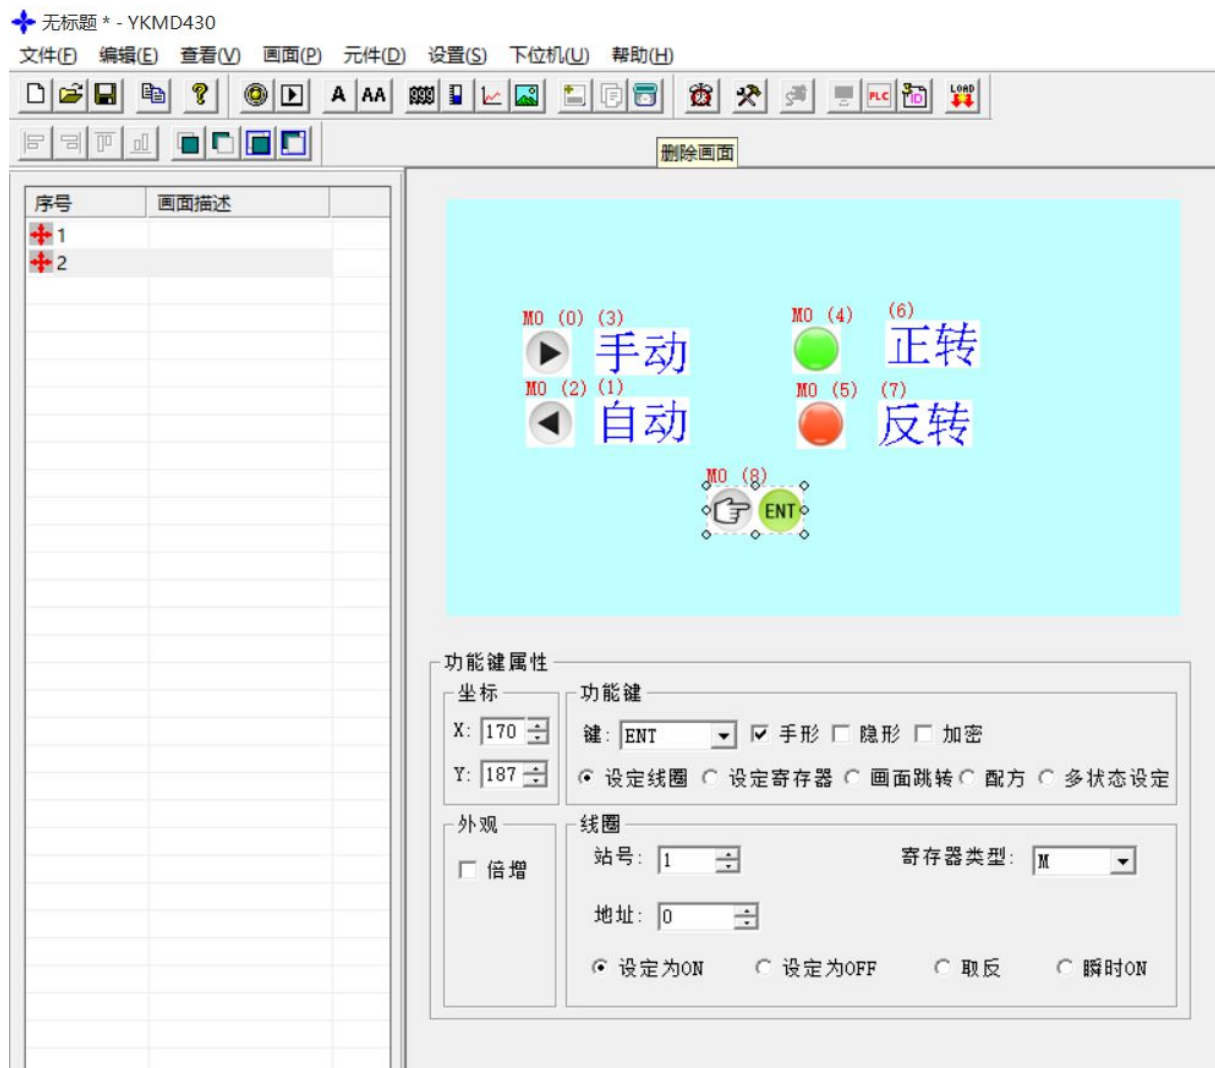 无标题 * - YKMD430
文件(F) 编辑(E) 查看(V) 画面(P) 元件(D) 设置(S) 下位机(U) 帮助(H)
? A AA PLC ID LOAD
删除画面
序号 画面描述
1
2
M0 (0) (3) M0 (4) (6)
手动 正转
M0 (2) (1) M0 (5) (7)
自动 反转
M0 (8)
ENT
功能键属性
坐标 功能键
X: 170 键: ENT 手形 隐形 加密
Y: 187 设定线圈 设定寄存器 画面跳转 配方 多状态设定
外观 线圈
倍增 站号: 1 寄存器类型: M
地址: 0
设定为ON 设定为OFF 取反 瞬时ON